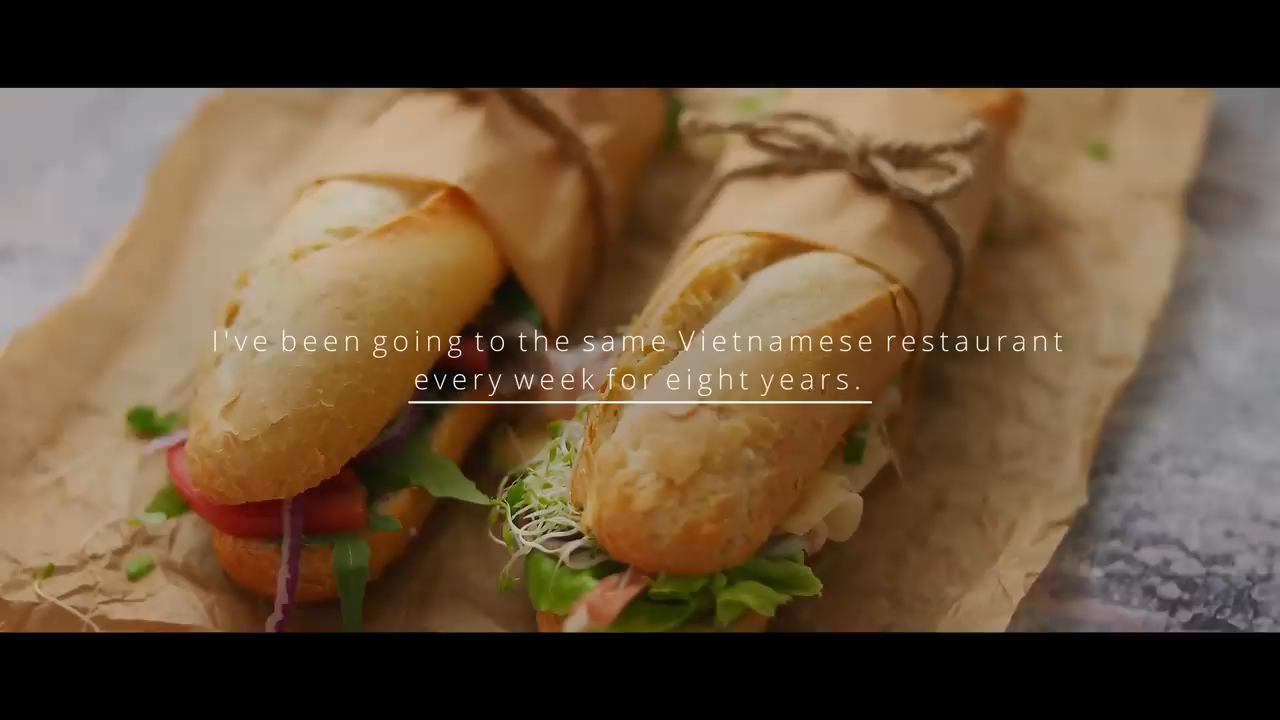 I've been going to the same Vietnamese restaurant
every week for eight years.